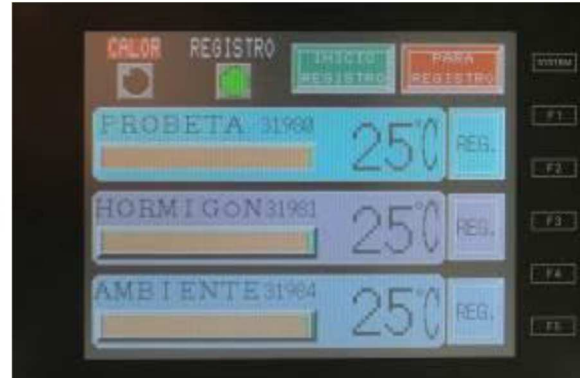 CALOR
REGISTRO
INICIO
REGISTRO
PARA
REGISTRO
SYSTEM
PROBETA 31980
25°C
REG.
F1
F2
HORMIGON 31981
25°C
REG.
F3
AMBIENTE 31984
25°C
REG.
F4
F5